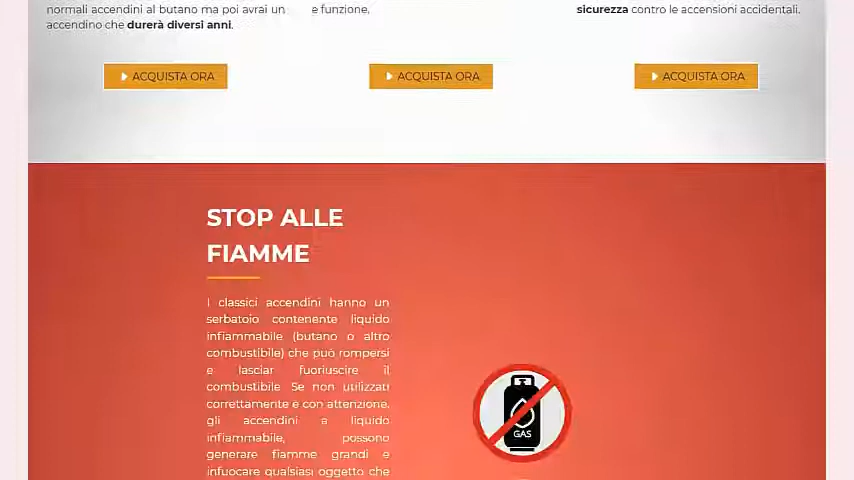 normali accendini al butano ma poi avrai un
accendino che durerà diversi anni.
e funzione.
sicurezza contro le accensioni accidentali.
ACQUISTA ORA
ACQUISTA ORA
ACQUISTA ORA
STOP ALLE
FIAMME
I classici accendini hanno un
serbatoio contenente liquido
infiammabile (butano o altro
combustibile) che può rompersi
e lasciar fuoriuscire il
combustibile Se non utilizzati
correttamente e con attenzione,
gli accendini a liquido
infiammabile, possono
generare fiamme grandi e
infuocare qualsiasi oggetto che
GAS